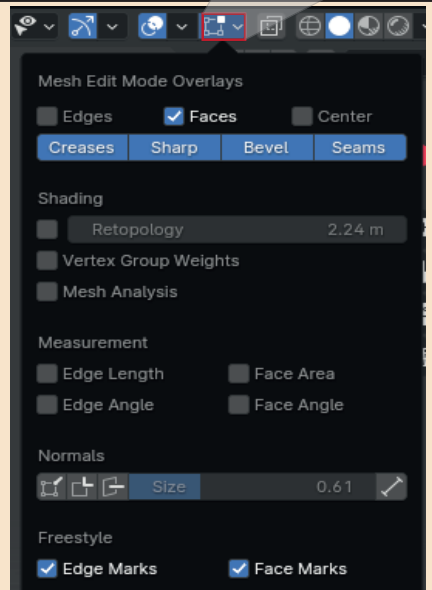 Mesh Edit Mode Overlays
Edges Faces Center
Creases Sharp Bevel Seams
Shading
Retopology 2.24 m
Vertex Group Weights
Mesh Analysis
Measurement
Edge Length Face Area
Edge Angle Face Angle
Normals
Size 0.61
Freestyle
Edge Marks Face Marks